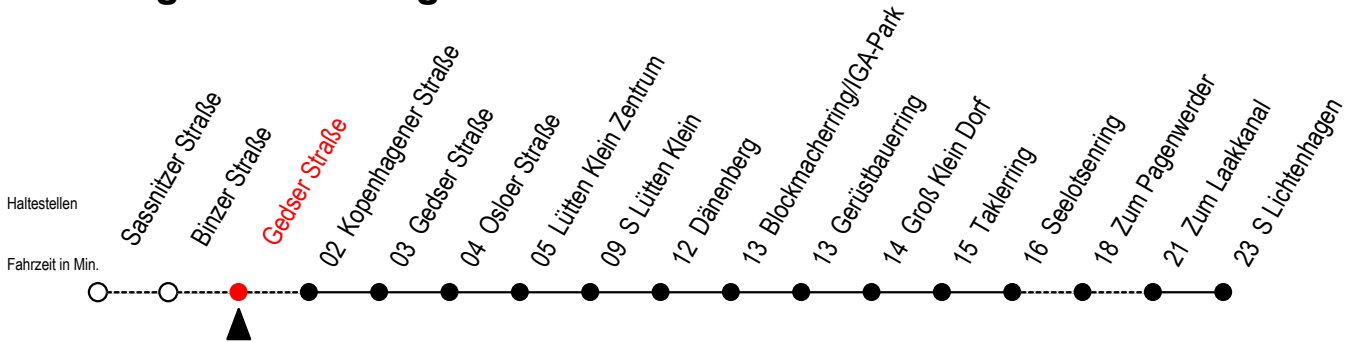 Sassnitzer Straße
Binzer Straße
Gedser Straße
02 Kopenhagener Straße
03 Gedser Straße
04 Osloer Straße
05 Lütten Klein Zentrum
09 S Lütten Klein
12 Dänenberg
13 Blockmacherring/IGA-Park
13 Gerüstbauerring
14 Groß Klein Dorf
15 Taklerring
16 Seelotsenring
18 Zum Pagenwerder
21 Zum Laakkanal
23 S Lichtenhagen
Haltestellen
Fahrzeit in Min.